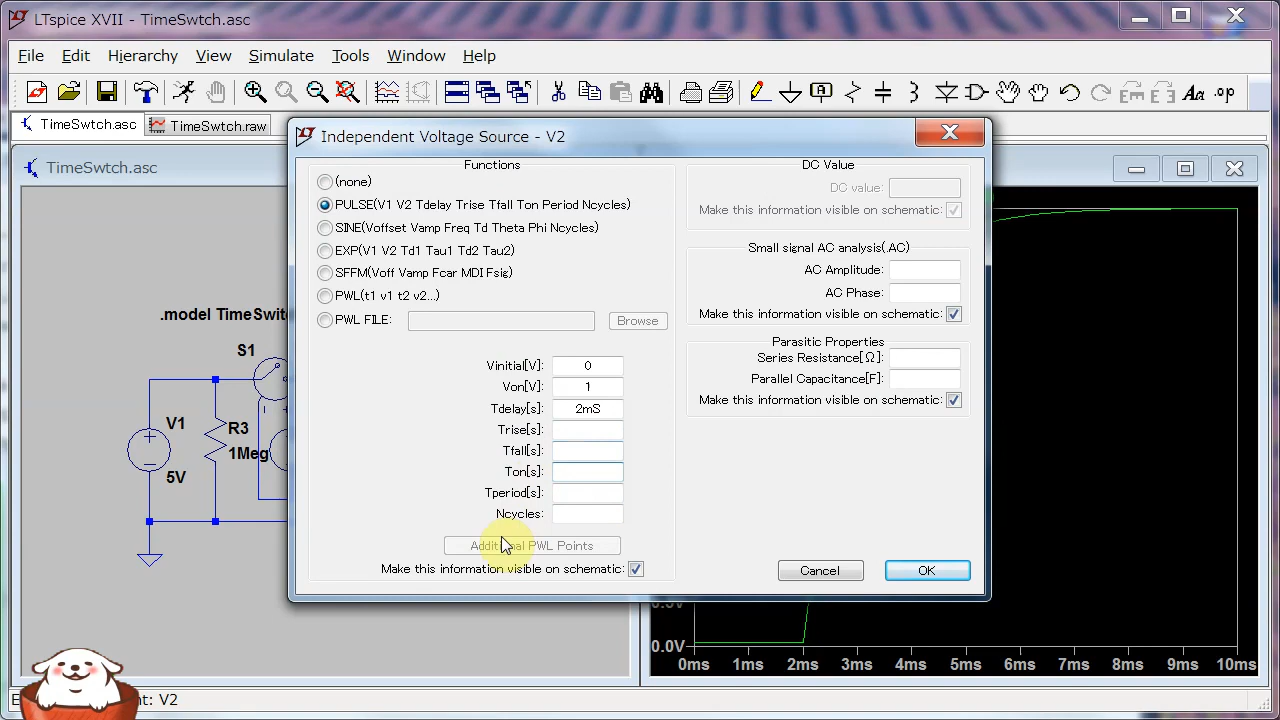 LTspice XVII - TimeSwtch.asc
File Edit Hierarchy View Simulate Tools Window Help
TimeSwtch.asc TimeSwtch.raw
TimeSwtch.asc
.model TimeSwit
S1
V1
R3
1Meg
5V
Independent Voltage Source - V2
Functions
(none)
PULSE(V1 V2 Tdelay Trise Tfall Ton Period Ncycles)
SINE(Voffset Vamp Freq Td Theta Phi Ncycles)
EXP(V1 V2 Td1 Tau1 Td2 Tau2)
SFFM(Voff Vamp Fcar MDI Fsig)
PWL(t1 v1 t2 v2...)
PWL FILE: Browse
Vinitial[V]: 0
Von[V]: 1
Tdelay[s]: 2mS
Trise[s]:
Tfall[s]:
Ton[s]:
Tperiod[s]:
Ncycles:
Additional PWL Points
Make this information visible on schematic:
DC Value
DC value:
Make this information visible on schematic:
Small signal AC analysis(.AC)
AC Amplitude:
AC Phase:
Make this information visible on schematic:
Parasitic Properties
Series Resistance[Ω]:
Parallel Capacitance[F]:
Make this information visible on schematic:
Cancel OK
0.0V
0ms 1ms 2ms 3ms 4ms 5ms 6ms 7ms 8ms 9ms 10ms
nt: V2